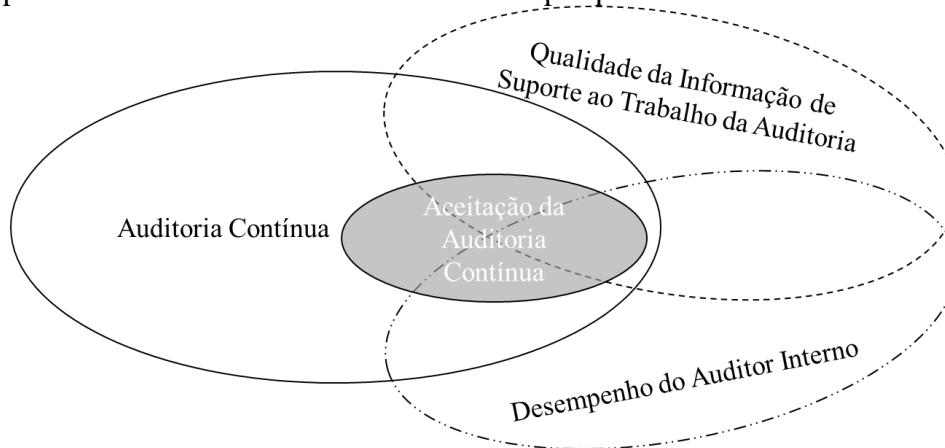 Qualidade da Informação de
Suporte ao Trabalho da Auditoria
Auditoria Contínua
Aceitação da
Auditoria
Contínua
Desempenho do Auditor Interno